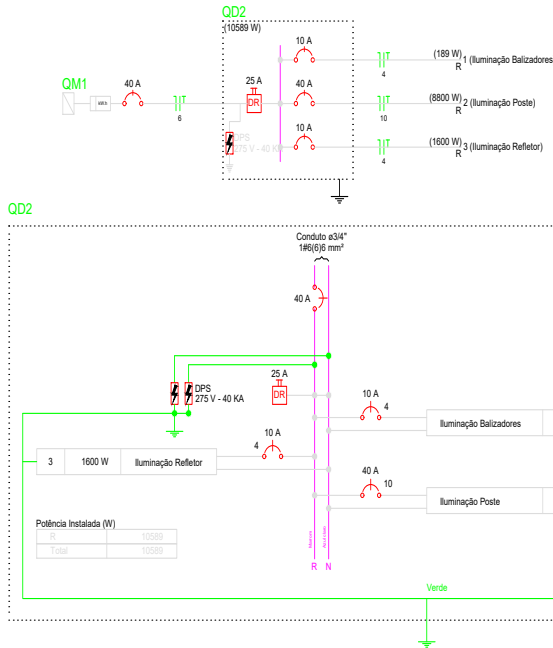 QD2
(10589 W)
10 A
(189 W) 1 (Iluminação Balizadores
R
4
QM1
40 A
25 A
40 A
(8800 W) 2 (Iluminação Poste)
R
DR
6
10
DPS
275 V - 40 KA
10 A
(1600 W) 3 (Iluminação Refletor)
R
4
QD2
Conduto ø3/4"
1#6(6)6 mm²
40 A
25 A
DPS
275 V - 40 KA
DR
10 A
4
Iluminação Balizadores
10 A
4
3 1600 W Iluminação Refletor
40 A
10
Iluminação Poste
Potência Instalada (W)
R 10589
Total 10589
R N
Verde